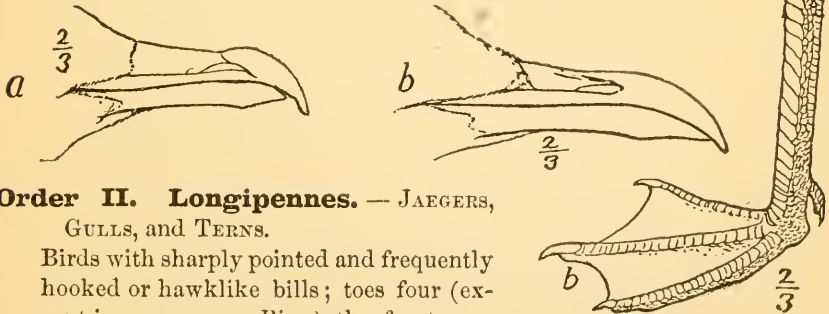 2/3
a
b
2/3
Order II. Longipennes. — Jaegers,
Gulls, and Terns.
Birds with sharply pointed and frequently
hooked or hawklike bills; toes four (ex-
b
2/3